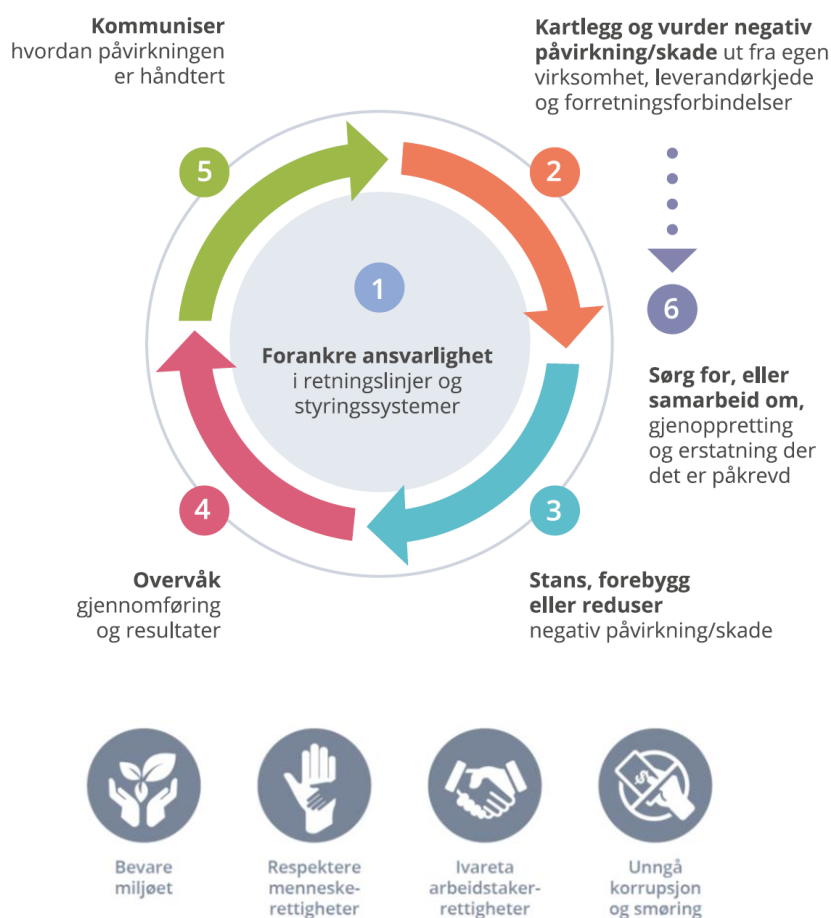 Kommuniser
hvordan påvirkningen
er håndtert
Kartlegg og vurder negativ
påvirkning/skade ut fra egen
virksomhet, leverandørkjede
og forretningsforbindelser
5
2
1
Forankre ansvarlighet
i retningslinjer og
styringssystemer
6
Sørg for, eller
samarbeid om,
gjenoppretting
og erstatning der
det er påkrevd
4
3
Overvåk
gjennomføring
og resultater
Stans, forebygg
eller reduser
negativ påvirkning/skade
$
Bevare
miljøet
Respektere
menneske-
rettigheter
Ivareta
arbeidstaker-
rettigheter
Unngå
korrupsjon
og smøring